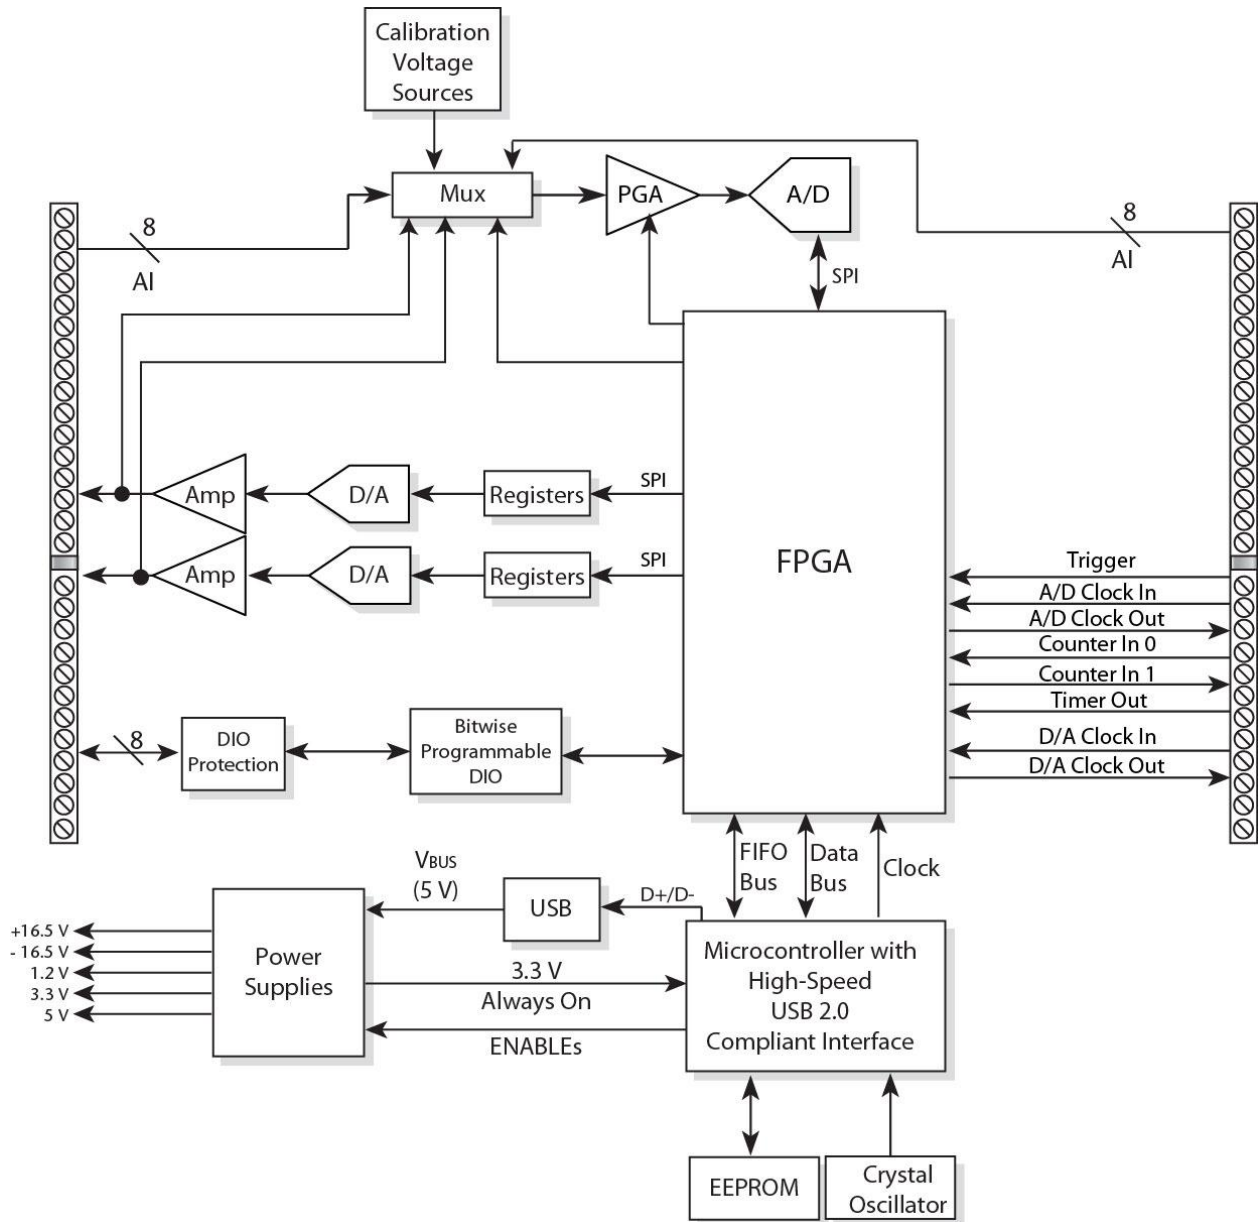 Calibration
Voltage
Sources
Mux
PGA
A/D
8
AI
8
AI
SPI
Amp
D/A
Registers
SPI
Amp
D/A
Registers
SPI
FPGA
Trigger
A/D Clock In
A/D Clock Out
Counter In 0
Counter In 1
Timer Out
D/A Clock In
D/A Clock Out
8
DIO
Protection
Bitwise
Programmable
DIO
FIFO
Bus
Data
Bus
Clock
VBUS
(5 V)
USB
D+/D-
+16.5 V
- 16.5 V
1.2 V
3.3 V
5 V
Power
Supplies
3.3 V
Always On
ENABLEs
Microcontroller with
High-Speed
USB 2.0
Compliant Interface
EEPROM
Crystal
Oscillator